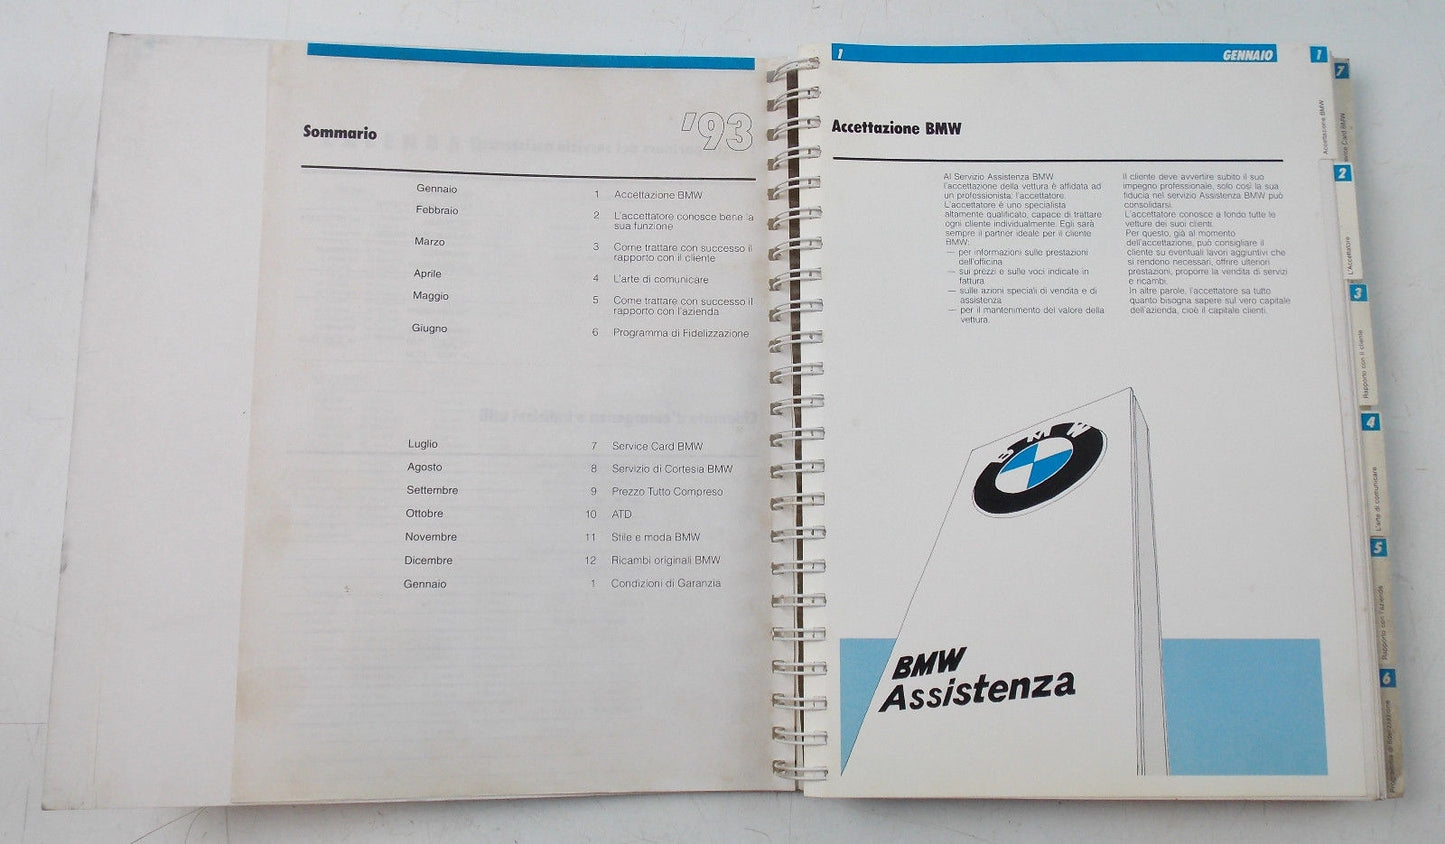 Sommario
'93
Gennaio 1 Accettazione BMW
Febbraio 2 L'accettatore conosce bene la
sua funzione
Marzo 3 Come trattare con successo il
rapporto con il cliente
Aprile 4 L'arte di comunicare
Maggio 5 Come trattare con successo il
rapporto con l'azienda
Giugno 6 Programma di Fidelizzazione
Luglio 7 Service Card BMW
Agosto 8 Servizio di Cortesia BMW
Settembre 9 Prezzo Tutto Compreso
Ottobre 10 ATD
Novembre 11 Stile e moda BMW
Dicembre 12 Ricambi originali BMW
Gennaio 1 Condizioni di Garanzia
1 GENNAIO 1
Accettazione BMW
Al Servizio Assistenza BMW
l'accettazione della vettura è affidata ad
un professionista: l'accettatore.
L'accettatore è uno specialista
altamente qualificato, capace di trattare
ogni cliente individualmente. Egli sarà
sempre il partner ideale per il cliente
BMW:
— per informazioni sulle prestazioni
dell'officina
— sui prezzi e sulle voci indicate in
fattura
— sulle azioni speciali di vendita e di
assistenza
— per il mantenimento del valore della
vettura.
Il cliente deve avvertire subito il suo
impegno professionale, solo così la sua
fiducia nel servizio Assistenza BMW può
consolidarsi.
L'accettatore conosce a fondo tutte le
vetture dei suoi clienti.
Per questo, già al momento
dell'accettazione, può consigliare il
cliente su eventuali lavori aggiuntivi che
si rendono necessari, offrire ulteriori
prestazioni, proporre la vendita di servizi
e ricambi.
In altre parole, l'accettatore sa tutto
quanto bisogna sapere sul vero capitale
dell'azienda, cioè il capitale clienti.
BMW
BMW
Assistenza
Accettazione BMW
7
Service Card BMW
2
L'Accettatore
3
Rapporto con il cliente
4
L'arte di comunicare
5
Rapporto con l'azienda
6
Programma di fidelizzazione